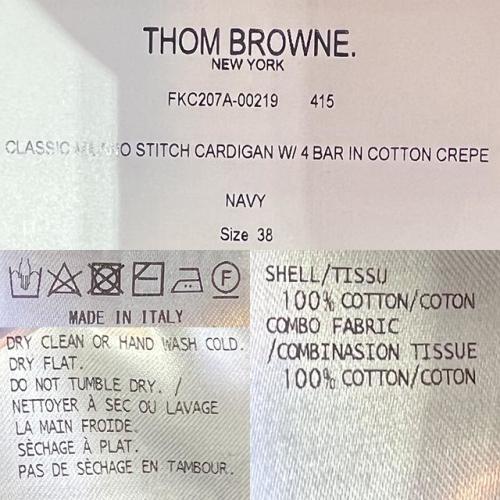 THOM BROWNE.
NEW YORK
FKC207A-00219 415
CLASSIC STITCH CARDIGAN W/ 4 BAR IN COTTON CREPE
NAVY
Size 38
F
MADE IN ITALY
DRY CLEAN OR HAND WASH COLD.
DRY FLAT.
DO NOT TUMBLE DRY. /
NETTOYER À SEC OU LAVAGE
LA MAIN FROIDE.
SÈCHAGE À PLAT.
PAS DE SÈCHAGE EN TAMBOUR.
SHELL/TISSU
100% COTTON/COTON
COMBO FABRIC
/COMBINASION TISSUE
100% COTTON/COTON